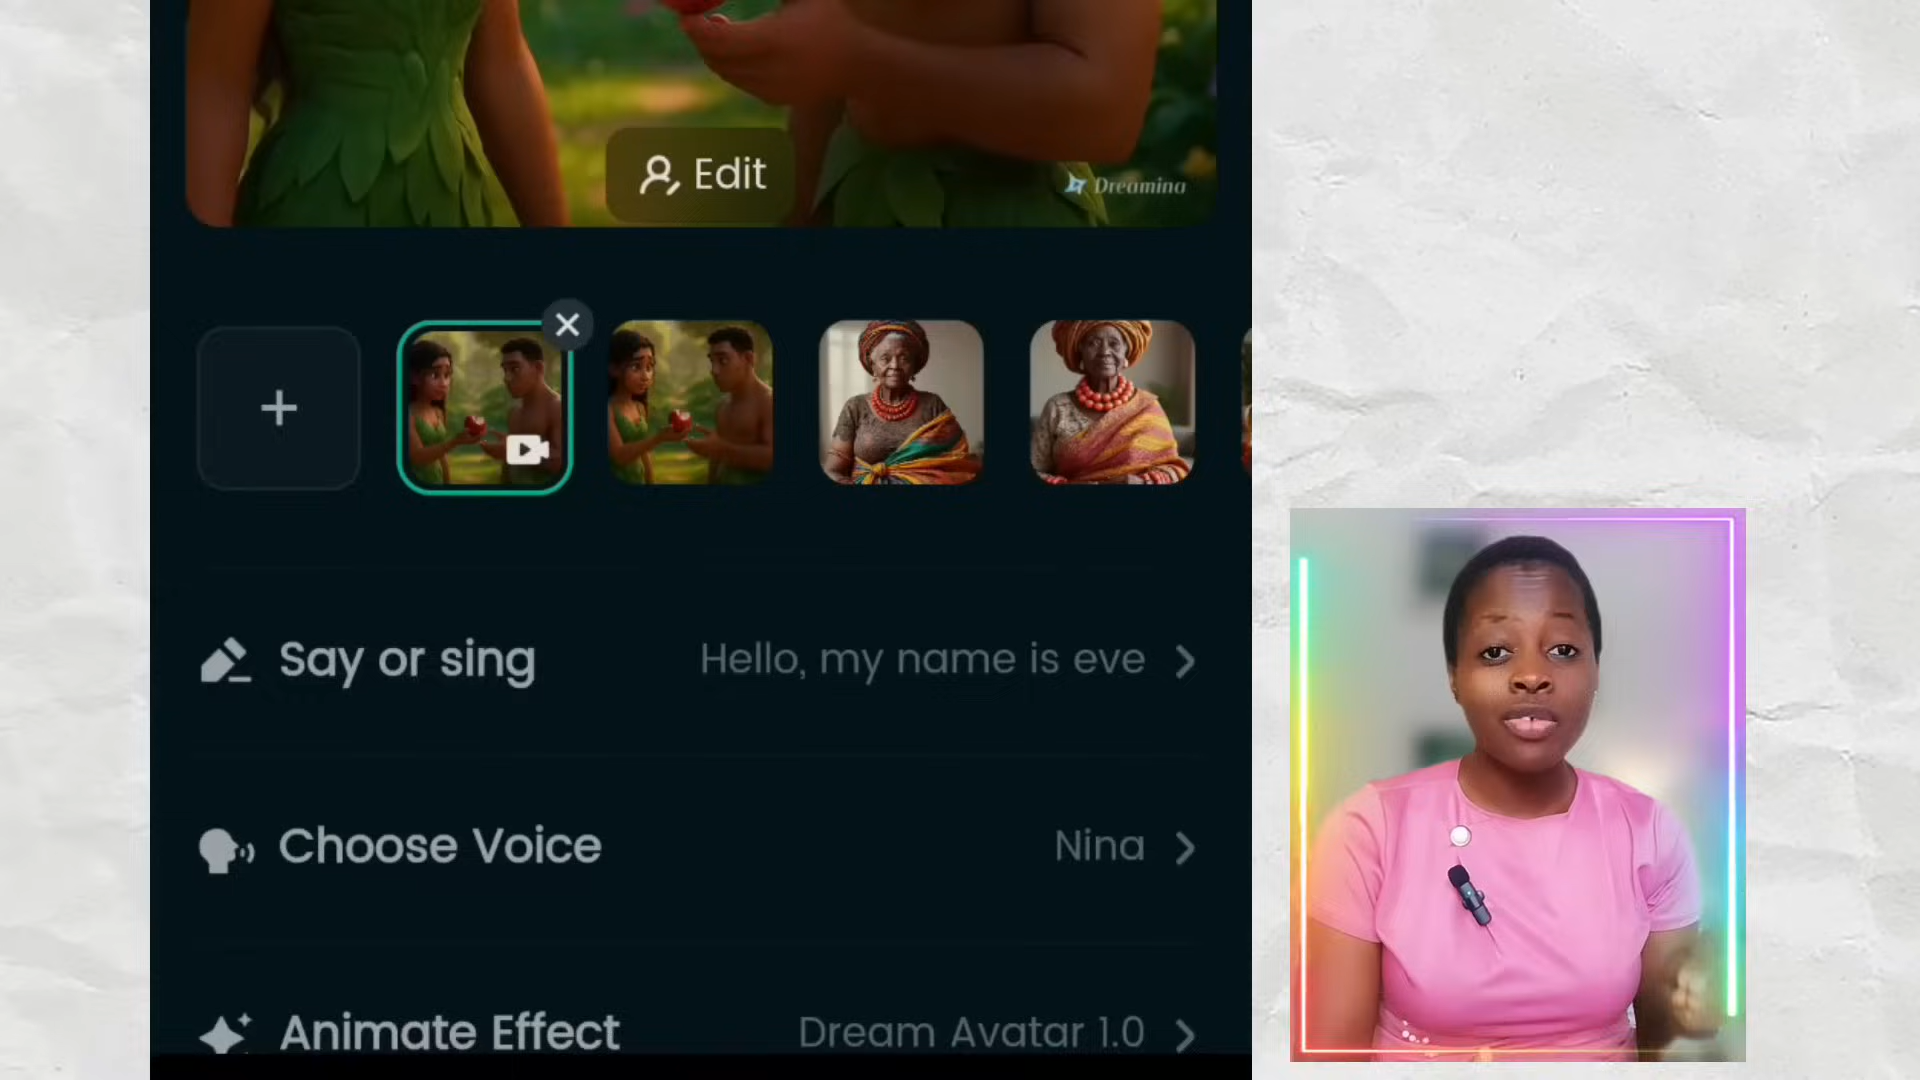 Edit
Dreamina
Say or sing Hello, my name is eve
Choose Voice Nina
Animate Effect Dream Avatar 1.0